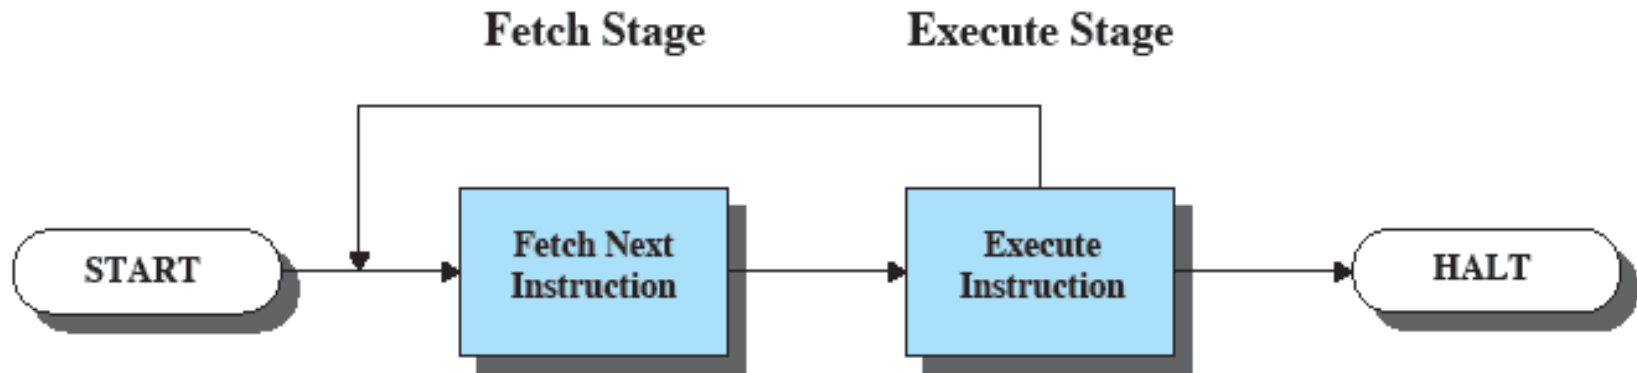 Fetch Stage
Execute Stage
START
Fetch Next
Instruction
Execute
Instruction
HALT